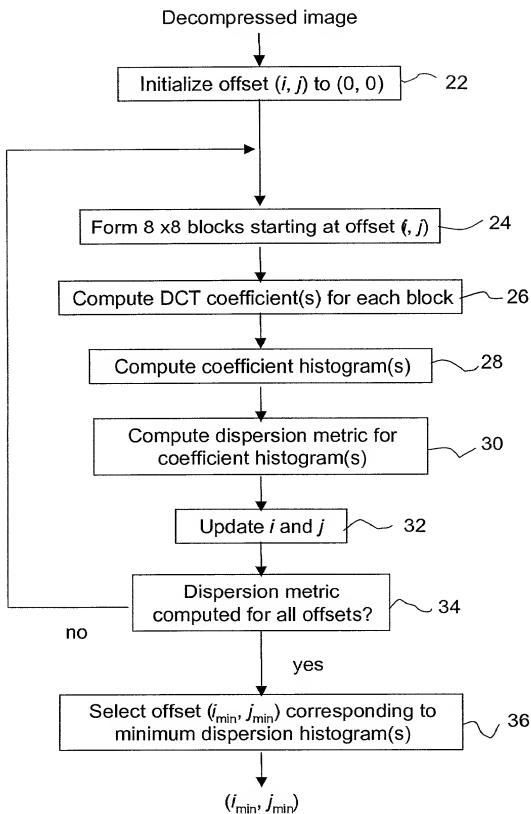 Decompressed image
Initialize offset (i, j) to (0, 0)
22
Form 8 x8 blocks starting at offset (i, j)
24
Compute DCT coefficient(s) for each block
26
Compute coefficient histogram(s)
28
Compute dispersion metric for
coefficient histogram(s)
30
Update i and j
32
Dispersion metric
computed for all offsets?
34
no
yes
Select offset (imin, jmin) corresponding to
minimum dispersion histogram(s)
36
(imin, jmin)